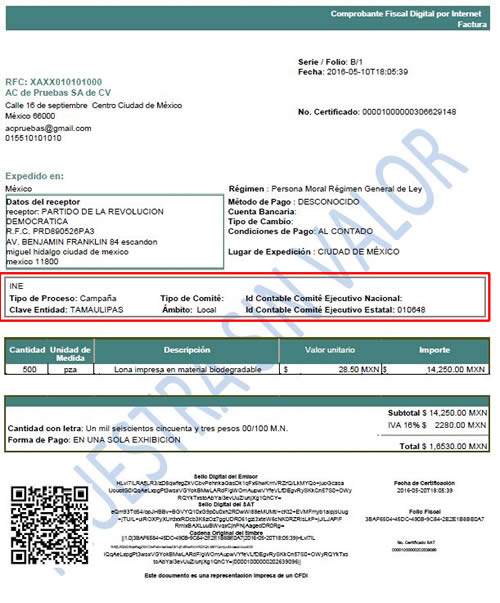 Comprobante Fiscal Digital por Internet
Factura
Serie / Folio: B/1
Fecha: 2016-05-10T18:05:39
RFC: XAXX010101000
AC de Pruebas SA de CV
Calle 16 de septiembre Centro Ciudad de México
México 66000
acpruebas@gmail.com
015510101010
No. Certificado: 00001000000306629148
Expedido en:
México
Régimen : Persona Moral Régimen General de Ley
Datos del receptor
receptor: PARTIDO DE LA REVOLUCION
DEMOCRATICA
R.F.C. PRD890526PA3
AV. BENJAMIN FRANKLIN 84 escandon
miguel hidalgo ciudad de mexico
mexico 11800
Método de Pago : DESCONOCIDO
Cuenta Bancaria:
Tipo de Cambio:
Condiciones de Pago: AL CONTADO
Lugar de Expedición : CIUDAD DE MÉXICO
INE
Tipo de Proceso: Campaña Tipo de Comité: Id Contable Comité Ejecutivo Nacional:
Clave Entidad: TAMAULIPAS Ámbito: Local Id Contable Comité Ejecutivo Estatal: 010648
Cantidad Unidad de Medida Descripción Valor unitario Importe
500 pza Lona impresa en material biodegradable $ 28.50 MXN $ 14,250.00 MXN
Subtotal $ 14,250.00 MXN
Cantidad con letra: Un mil seiscientos cincuenta y tres pesos 00/100 M.N.
IVA 16% $ 2280.00 MXN
Forma de Pago: EN UNA SOLA EXHIBICION
Total $ 1,6530.00 MXN
Sello Digital del Emisor
Fecha de Certificación
2016-05-20T18:05:39
Sello Digital del SAT
Folio Fiscal
Cadena Original del timbre
No. Certificado SAT
Este documento es una representación impresa de un CFDI
SIN VALOR